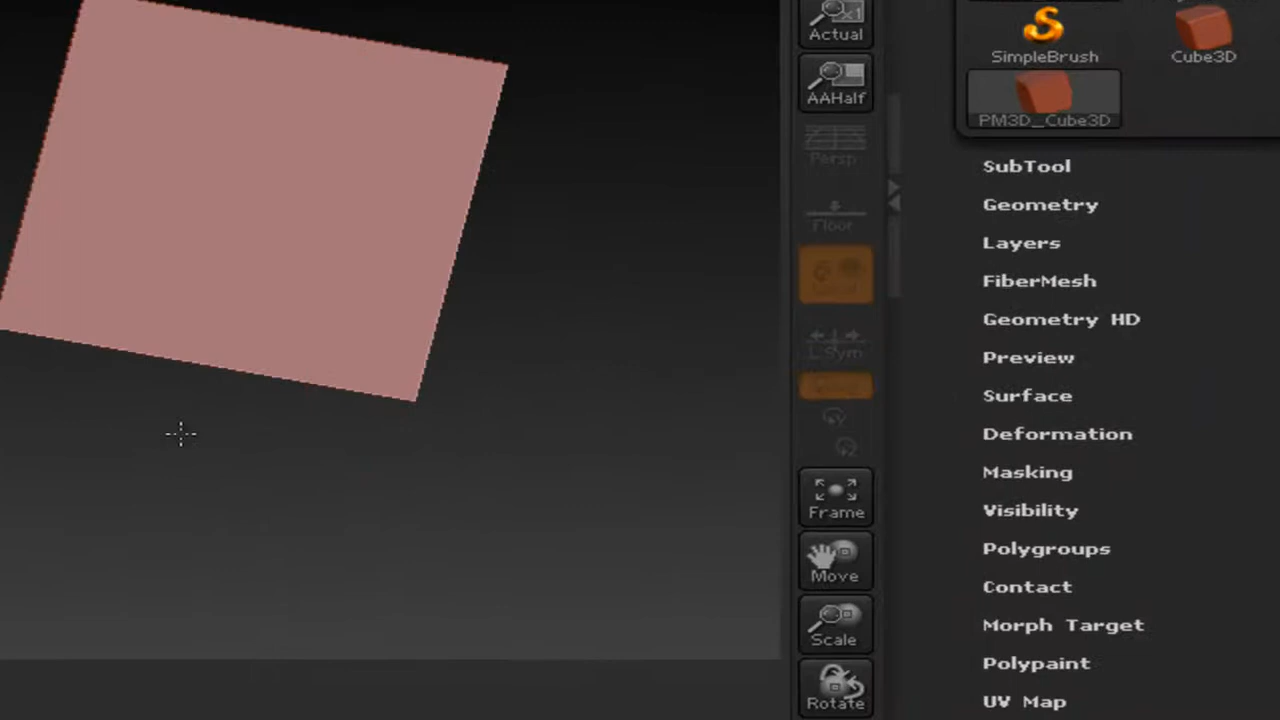 Actual
AAHalf
Persp
Floor
L.Sym
Frame
Move
Scale
Rotate
SimpleBrush
Cube3D
PM3D_Cube3D
SubTool
Geometry
Layers
FiberMesh
Geometry HD
Preview
Surface
Deformation
Masking
Visibility
Polygroups
Contact
Morph Target
Polypaint
UV Map